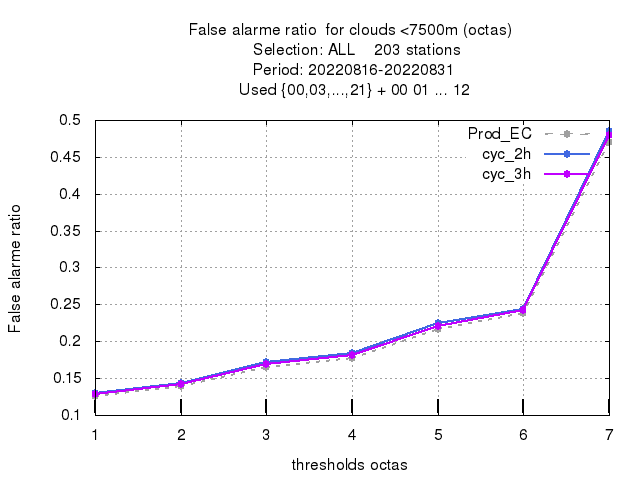 False alarme ratio  for clouds <7500m (octas)
Selection: ALL    203 stations
Period: 20220816-20220831
Used {00,03,...,21} + 00 01 ... 12
Prod_EC
cyc_2h
cyc_3h
False alarme ratio
0.5
0.45
0.4
0.35
0.3
0.25
0.2
0.15
0.1
1 2 3 4 5 6 7
thresholds octas